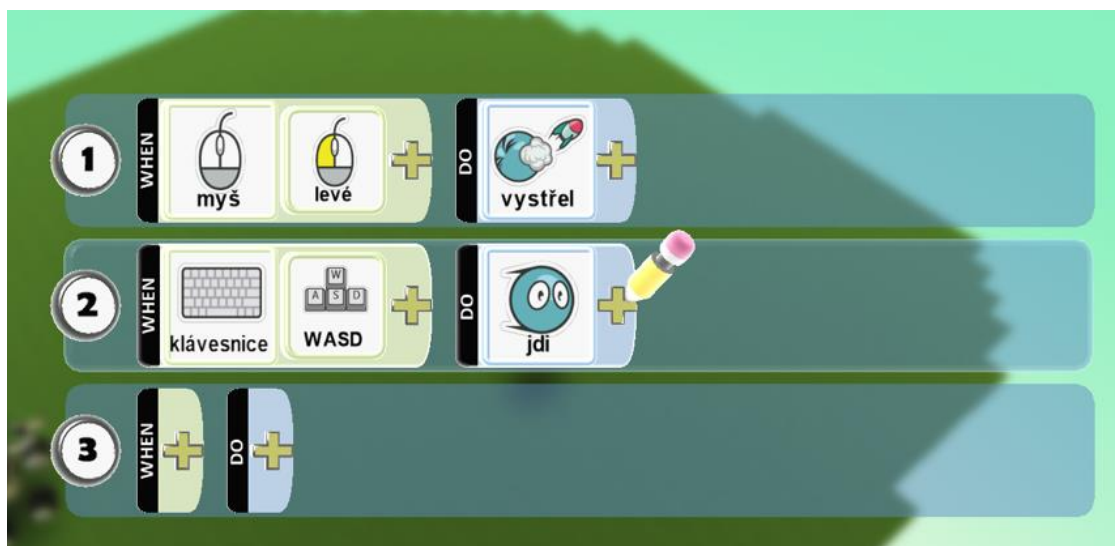 1
WHEN
myš
levé
DO
vystřel
2
WHEN
klávesnice
W
A S D
WASD
DO
jdi
3
WHEN
DO